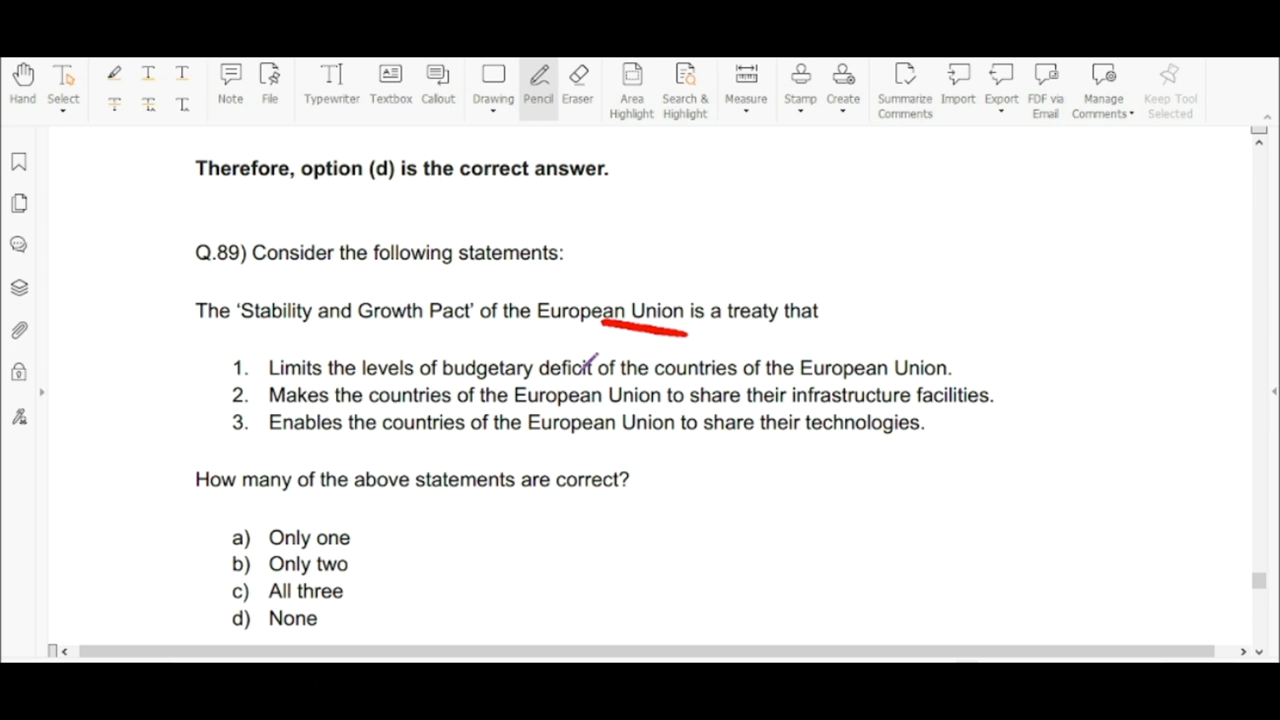 Hand
Select
Note
File
Typewriter
Textbox
Callout
Drawing
Pencil
Eraser
Area Highlight
Search & Highlight
Measure
Stamp
Create
Summarize Comments
Import
Export
FDF via Email
Manage Comments
Keep Tool Selected
Therefore, option (d) is the correct answer.
Q.89) Consider the following statements:
The ‘Stability and Growth Pact’ of the European Union is a treaty that
1. Limits the levels of budgetary deficit of the countries of the European Union.
2. Makes the countries of the European Union to share their infrastructure facilities.
3. Enables the countries of the European Union to share their technologies.
How many of the above statements are correct?
a) Only one
b) Only two
c) All three
d) None